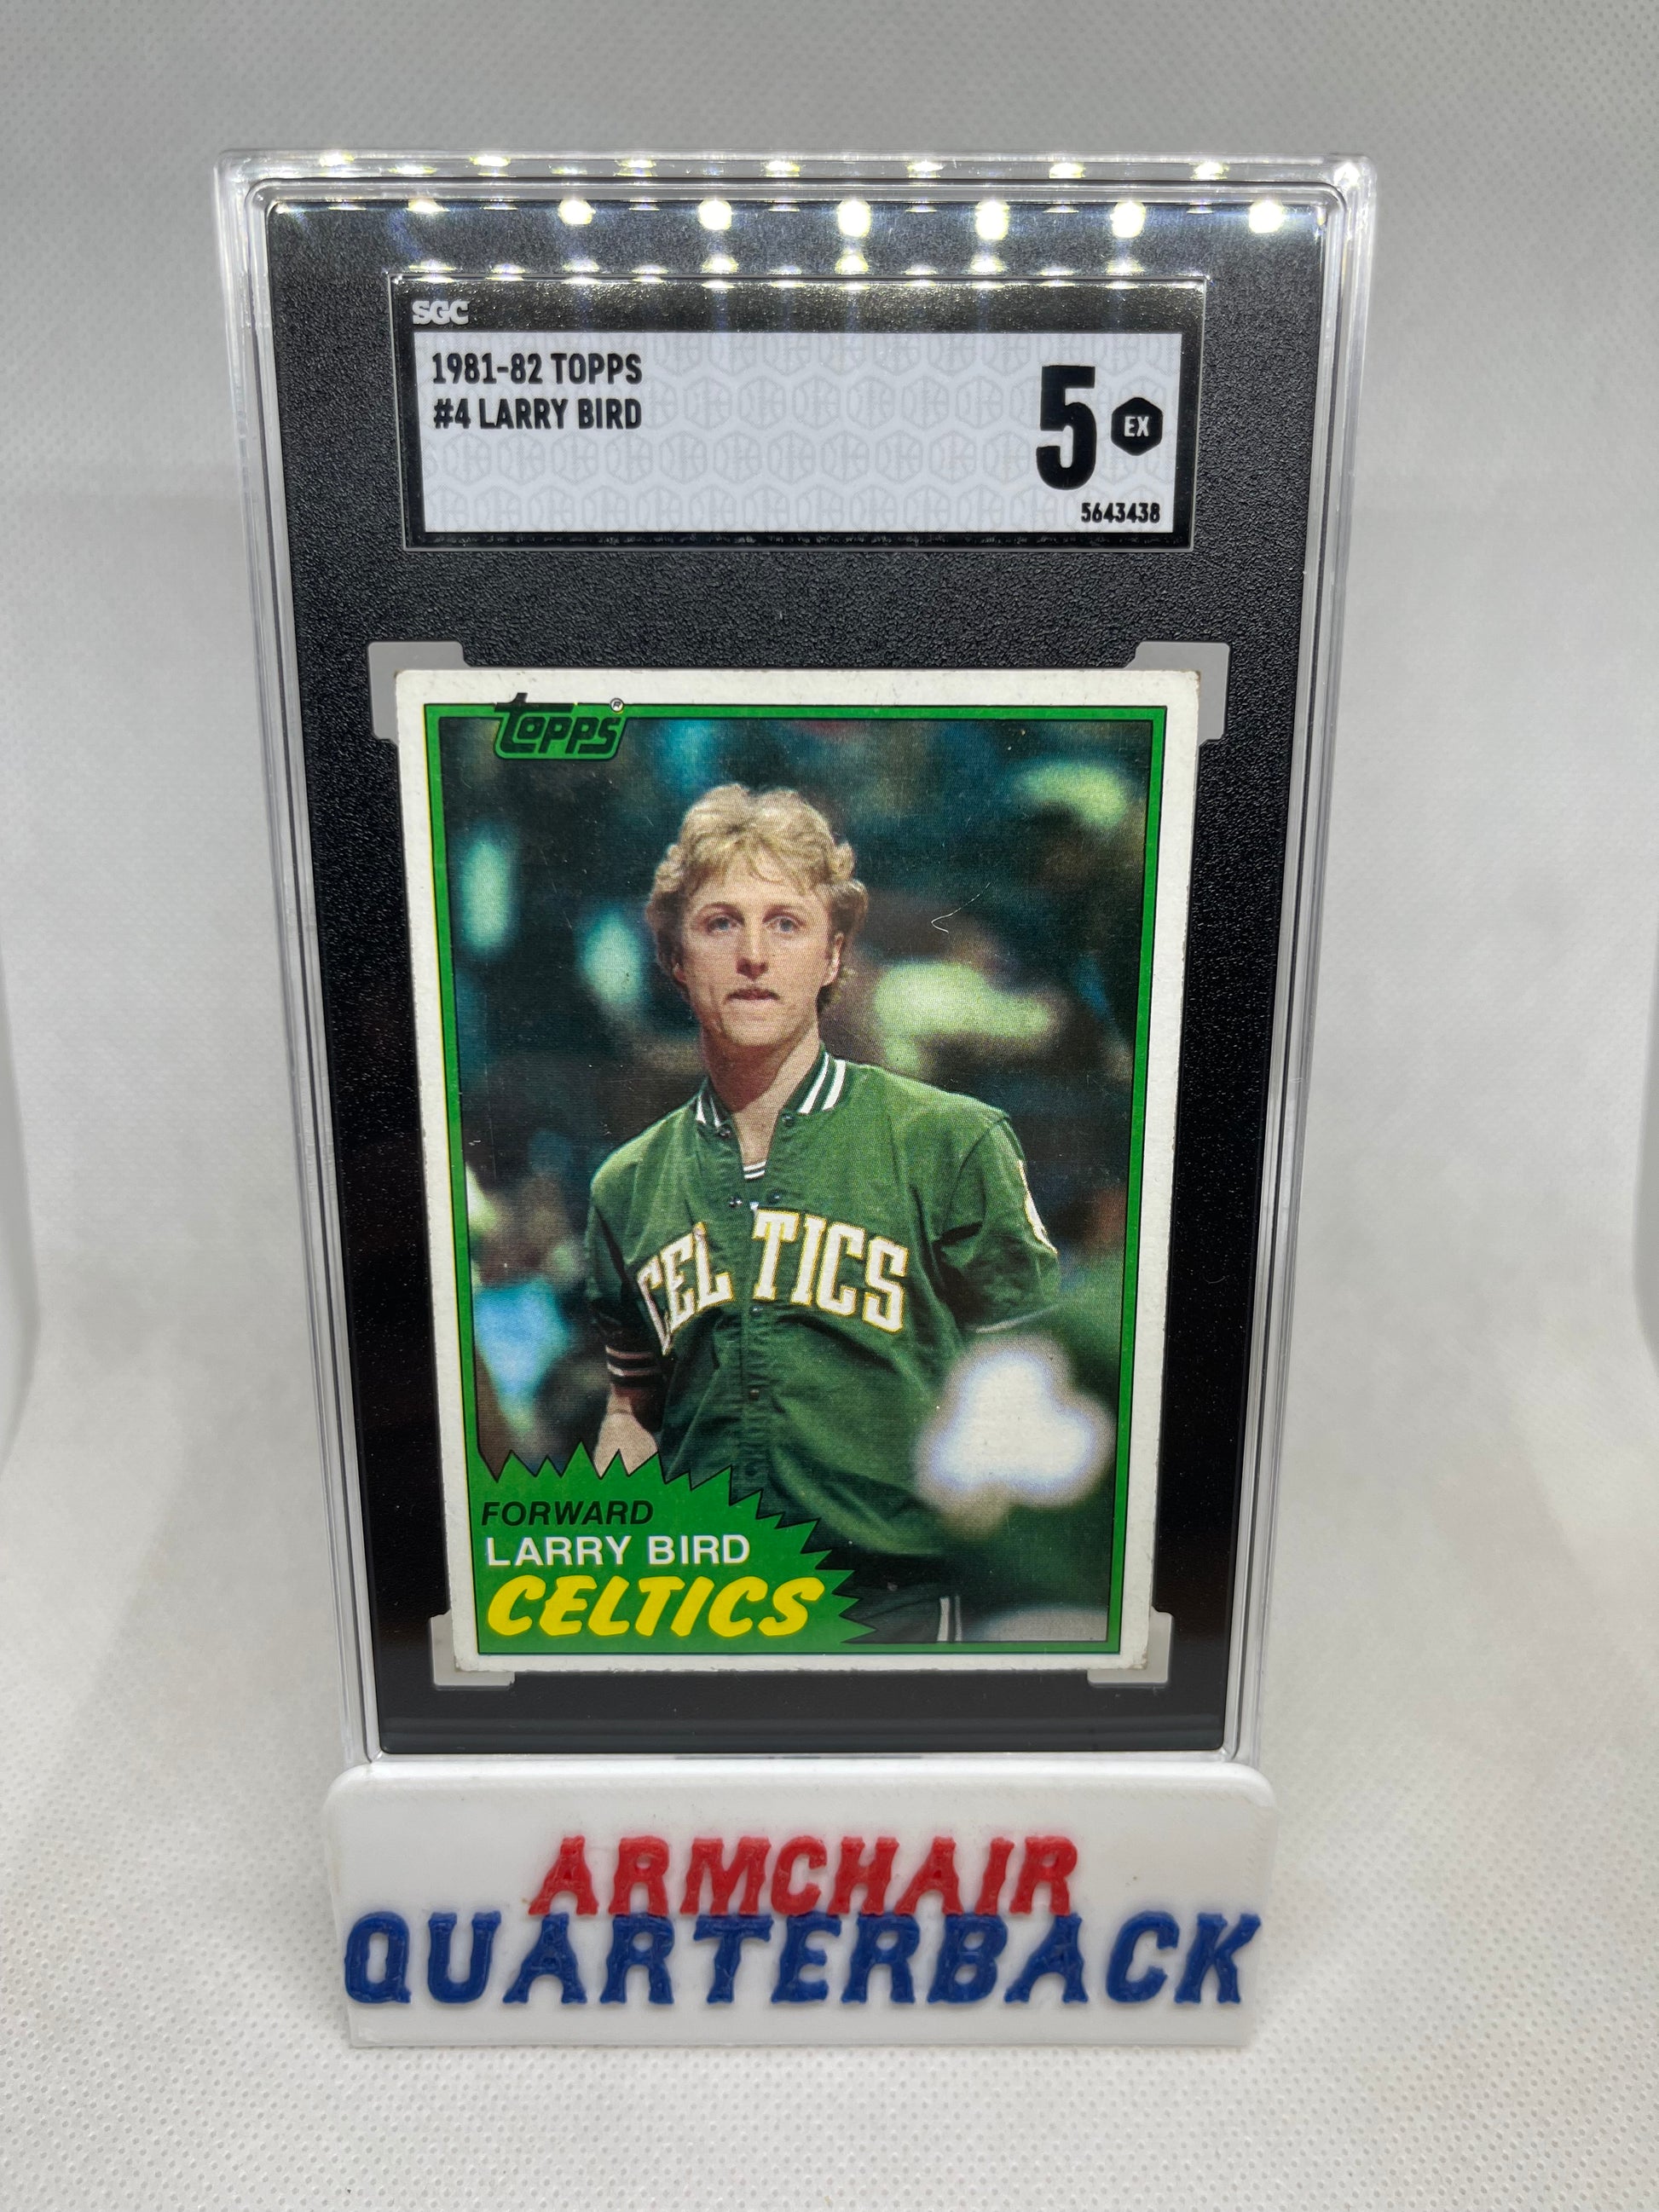 SGC
1981-82 TOPPS
#4 LARRY BIRD
5 EX
5643438
TOPPS®
CELTICS
FORWARD
LARRY BIRD
CELTICS
ARMCHAIR
QUARTERBACK